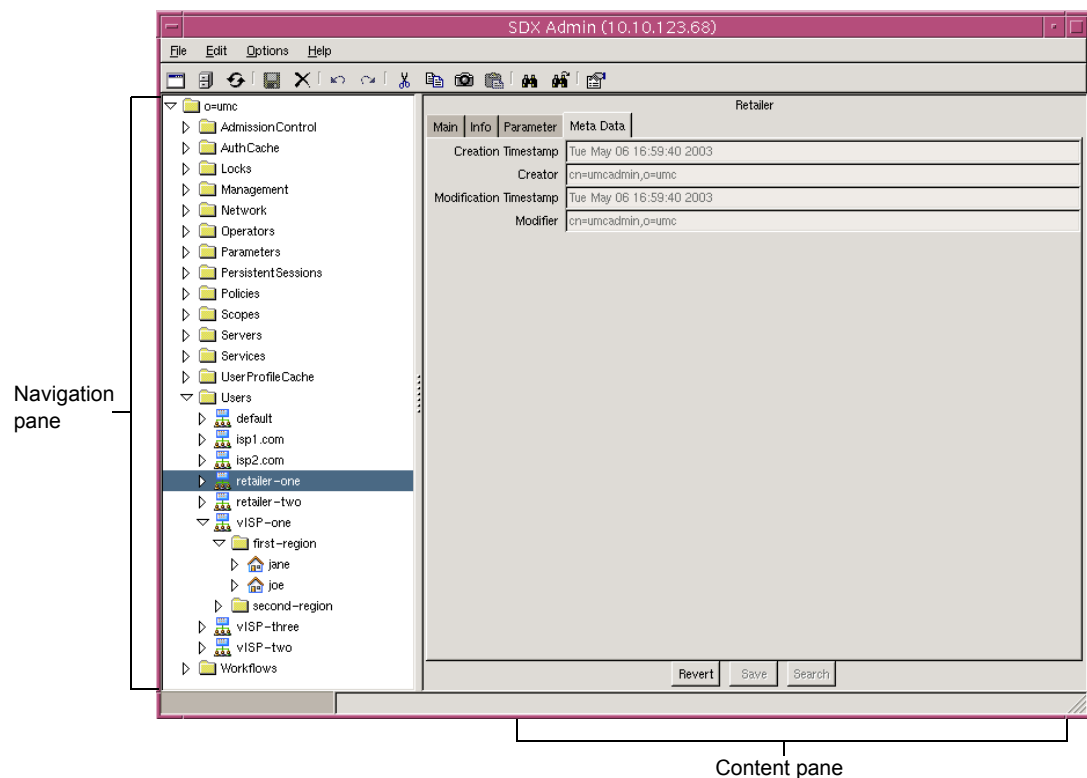 SDX Admin (10.10.123.68)
File Edit Options Help
o=umc
AdmissionControl
AuthCache
Locks
Management
Network
Operators
Parameters
PersistentSessions
Policies
Scopes
Servers
Services
UserProfileCache
Users
default
isp1.com
isp2.com
retailer-one
retailer-two
vISP-one
first-region
jane
joe
second-region
vISP-three
vISP-two
Workflows
Retailer
Main Info Parameter Meta Data
Creation Timestamp Tue May 06 16:59:40 2003
Creator cn=umcadmin,o=umc
Modification Timestamp Tue May 06 16:59:40 2003
Modifier cn=umcadmin,o=umc
Revert Save Search
Navigation
pane
Content pane